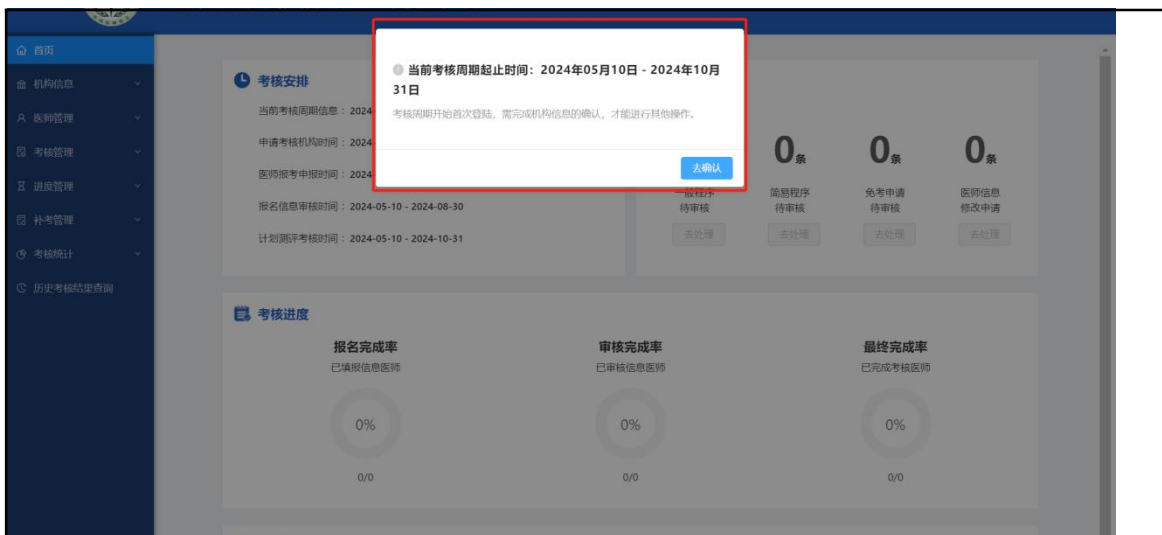 首页
机构信息
医师管理
考核管理
进度管理
补考管理
考核统计
历史考核结果查询
当前考核周期起止时间：2024年05月10日 - 2024年10月
31日
考核周期开始首次登陆，需完成机构信息的确认，才能进行其他操作。
去确认
考核安排
当前考核周期信息：2024
申请考核机构时间：2024
医师报考申报时间：2024
报名信息审核时间：2024-05-10 - 2024-08-30
计划测评考核时间：2024-05-10 - 2024-10-31
0条 0条 0条
一般程序 简易程序 免考申请 医师信息
待审核 待审核 待审核 修改申请
去处理 去处理 去处理 去处理
考核进度
报名完成率 审核完成率 最终完成率
已填报信息医师 已审核信息医师 已完成考核医师
0% 0% 0%
0/0 0/0 0/0